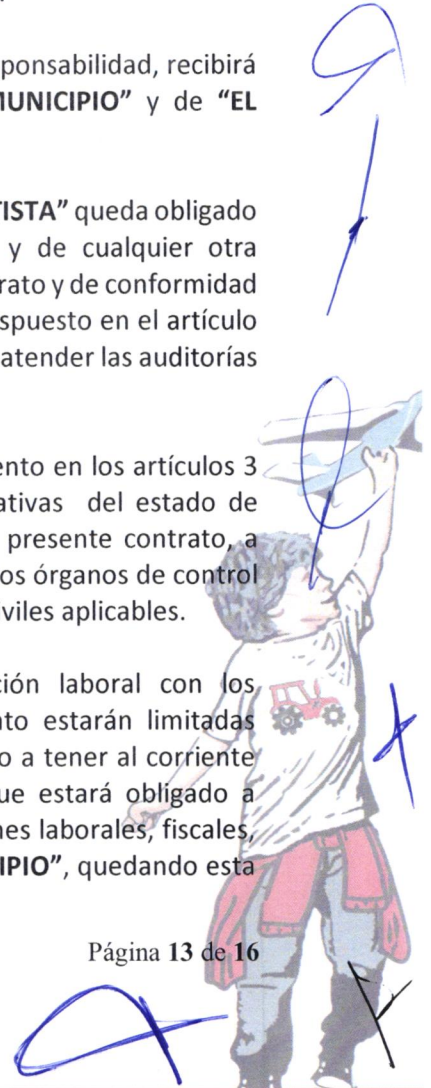 sponsabilidad, recibirá
MUNICIPIO” y de “EL
TISTA” queda obligado
y de cualquier otra
rato y de conformidad
spuesto en el artículo
atender las auditorías
ento en los artículos 3
ativas del estado de
presente contrato, a
os órganos de control
viles aplicables.
ción laboral con los
nto estarán limitadas
o a tener al corriente
ue estará obligado a
nes laborales, fiscales,
IPIO”, quedando esta
Página 13 de 16